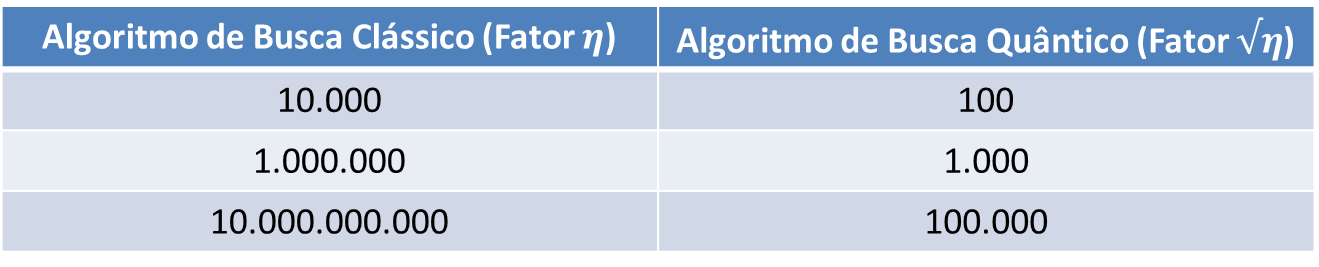 Algoritmo de Busca Clássico (Fator η) Algoritmo de Busca Quântico (Fator √η)
10.000 100
1.000.000 1.000
10.000.000.000 100.000